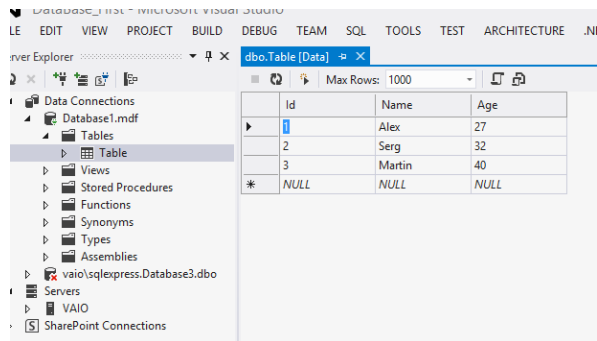 DataBase_First - Microsoft Visual Studio
LE EDIT VIEW PROJECT BUILD DEBUG TEAM SQL TOOLS TEST ARCHITECTURE .NE
rver Explorer
dbo.Table [Data]
Max Rows: 1000
Data Connections
Database1.mdf
Tables
Table
Views
Stored Procedures
Functions
Synonyms
Types
Assemblies
vaio\sqlexpress.Database3.dbo
Servers
VAIO
SharePoint Connections
Id Name Age
1 Alex 27
2 Serg 32
3 Martin 40
NULL NULL NULL